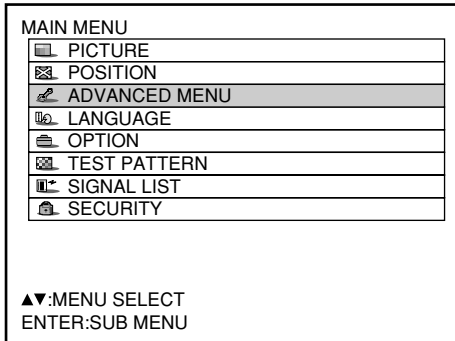 MAIN MENU
PICTURE
POSITION
ADVANCED MENU
LANGUAGE
OPTION
TEST PATTERN
SIGNAL LIST
SECURITY
▲▼:MENU SELECT
ENTER:SUB MENU